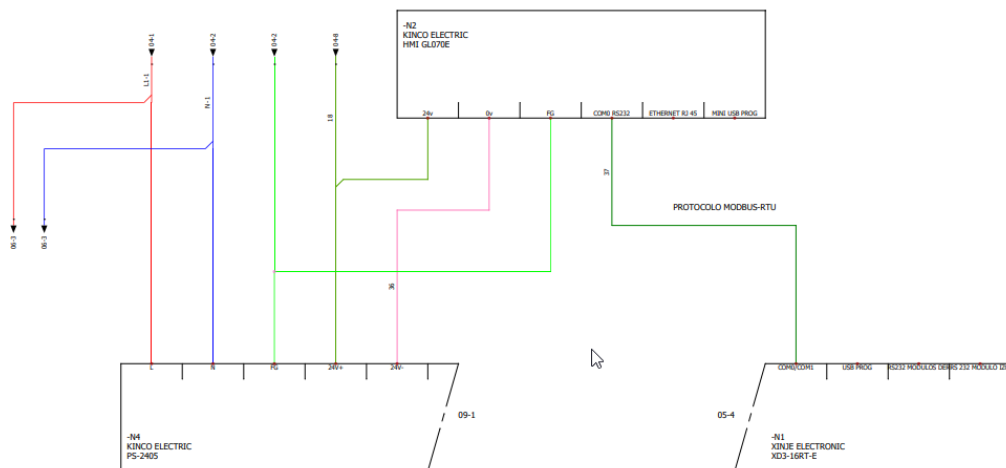 -N2
KINCO ELECTRIC
HMI GL070E
04-1
04-2
04-2
04-8
L1-1
N-1
18
24v
0v
FG
COM0 RS232
ETHERNET RJ 45
MINI USB PROG
37
PROTOCOLO MODBUS-RTU
06-3
06-3
36
L
N
FG
24V+
24V-
COM0/COM1
USB PROG
RS232 MODULOS DER
RS 232 MODULO IZ
09-1
05-4
-N4
KINCO ELECTRIC
PS-2405
-N1
XINJE ELECTRONIC
XD3-16RT-E